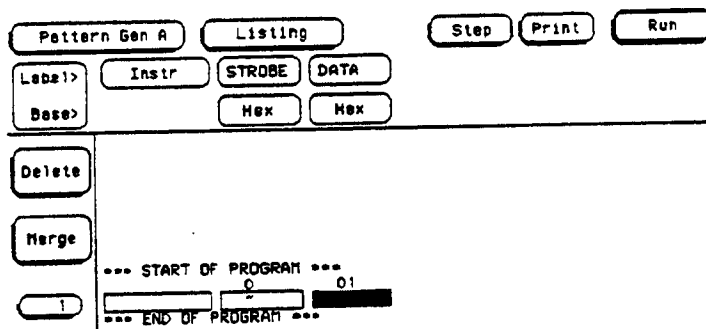 Pattern Gen A Listing Step Print Run
Label> Instr STROBE DATA
Base> Hex Hex
Delete
Merge
*** START OF PROGRAM ***
0 01
1 ~
*** END OF PROGRAM ***